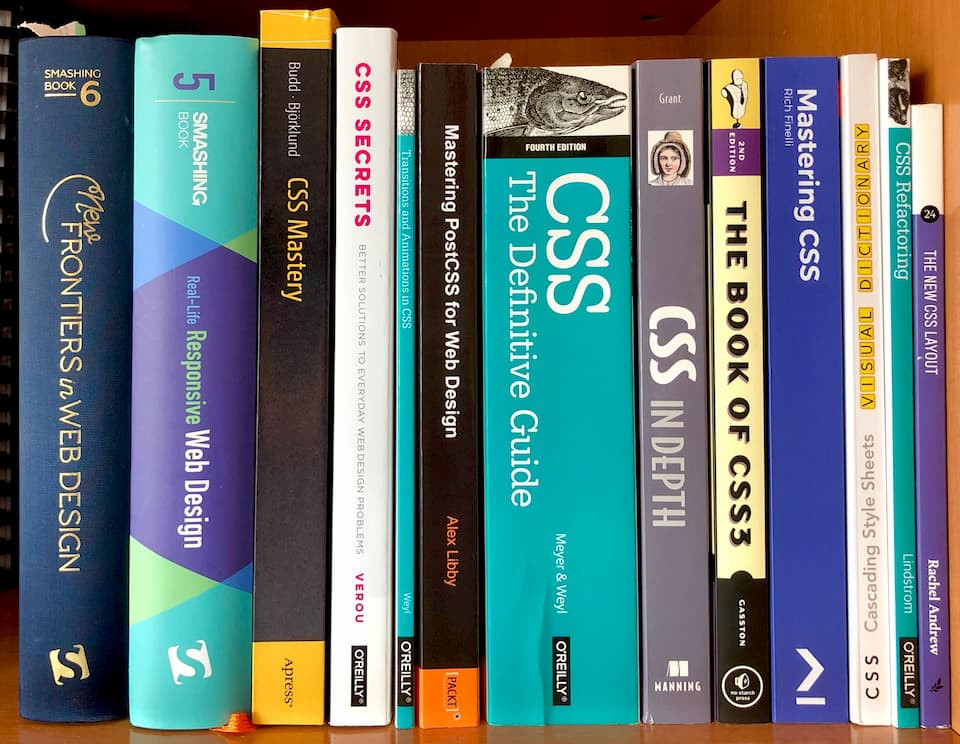 SMASHING
BOOK 6
New
FRONTIERS in WEB DESIGN
5
SMASHING
BOOK
Real-Life Responsive Web Design
Budd · Björklund
CSS Mastery
Apress®
CSS SECRETS
BETTER SOLUTIONS TO EVERYDAY WEB DESIGN PROBLEMS
VEROU
O'REILLY®
Transitions and Animations in CSS
Weyl
O'REILLY®
Mastering PostCSS for Web Design
Alex Libby
[PACKT]
FOURTH EDITION
CSS
The Definitive Guide
Meyer & Weyl
O'REILLY®
Grant
CSS IN DEPTH
MANNING
2ND
EDITION
THE BOOK OF CSS3
GASSTON
no starch
press
Mastering CSS
Rich Finelli
VISUAL DICTIONARY
CSS Cascading Style Sheets
CSS Refactoring
Lindstrom
O'REILLY®
24
THE NEW CSS LAYOUT
Rachel Andrew